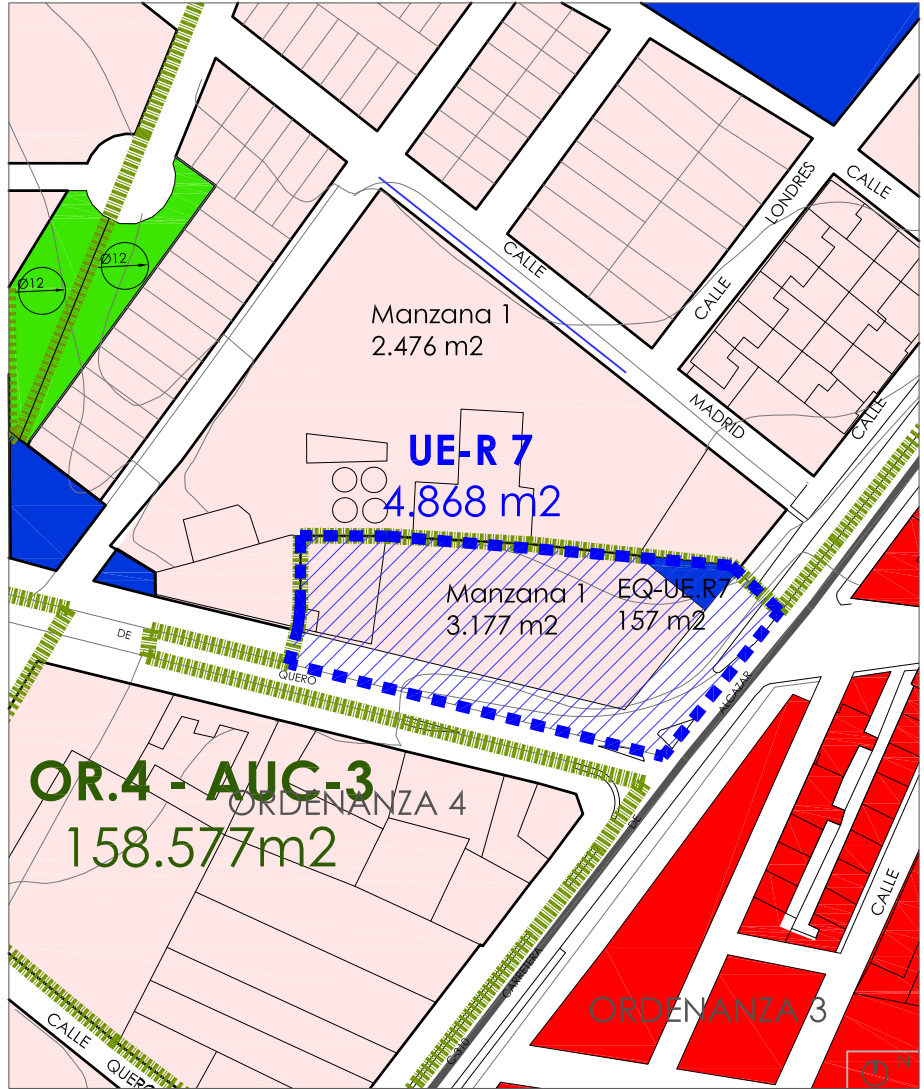 CALLE
LONDRES
CALLE
Ø12
Ø12
CALLE
CALLE
Manzana 1
2.476 m2
MADRID
CALLE
UE-R 7
4.868 m2
Manzana 1
3.177 m2
EQ-UE.R7
157 m2
DE
QUERO
ALCAZAR
OR.4 - AUC-3
ORDENANZA 4
158.577m2
DE
CALLE
CARRETERA
ORDENANZA 3
C-310
CALLE
QUERO
N